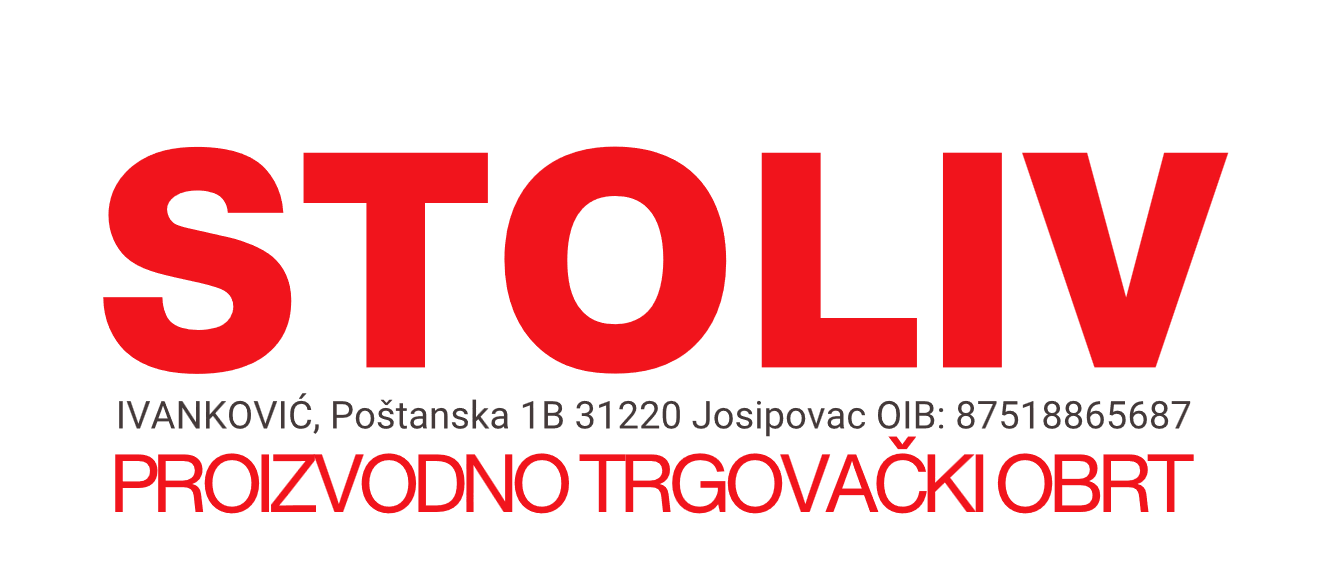 STOLIV
IVANKOVIĆ, Poštanska 1B 31220 Josipovac OIB: 87518865687
PROIZVODNO TRGOVAČKI OBRT